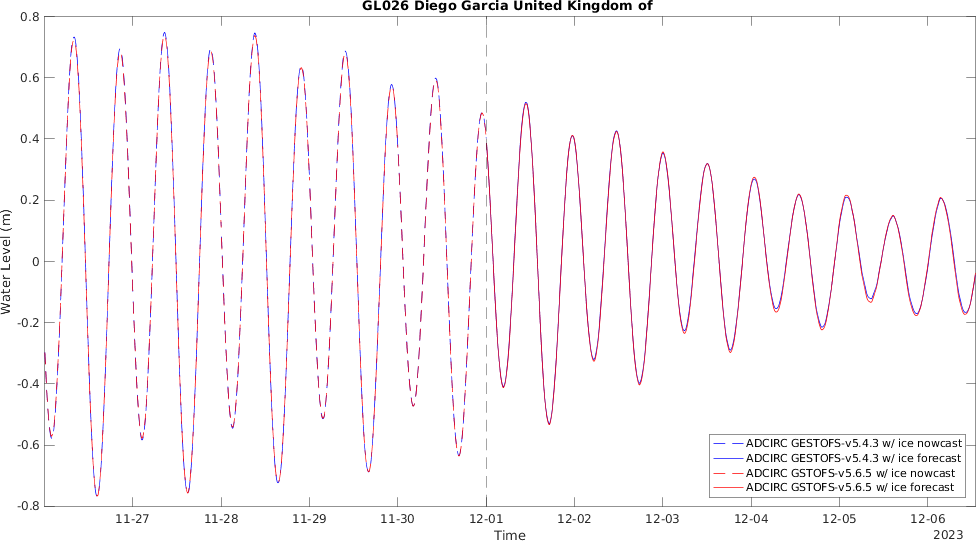 GL026 Diego Garcia United Kingdom of
0.8
0.6
0.4
0.2
0
-0.2
-0.4
-0.6
-0.8
Water Level (m)
ADCIRC GESTOFS-v5.4.3 w/ ice nowcast
ADCIRC GESTOFS-v5.4.3 w/ ice forecast
ADCIRC GSTOFS-v5.6.5 w/ ice nowcast
ADCIRC GSTOFS-v5.6.5 w/ ice forecast
11-27 11-28 11-29 11-30 12-01 12-02 12-03 12-04 12-05 12-06
Time 2023